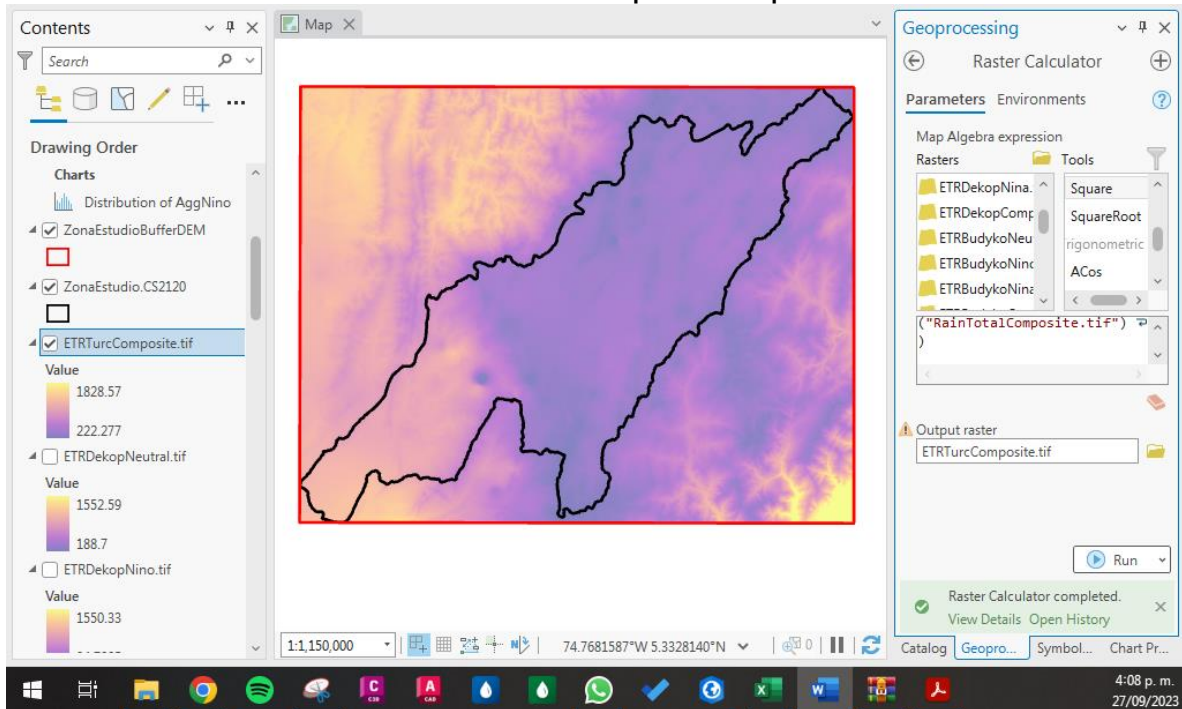 Contents
Search
Drawing Order
Charts
Distribution of AggNino
ZonaEstudioBufferDEM
ZonaEstudio.CS2120
ETRTurcComposite.tif
Value
1828.57
222.277
ETRDekopNeutral.tif
Value
1552.59
188.7
ETRDekopNino.tif
Value
1550.33
Map
1:1,150,000
74.7681587°W 5.3328140°N
0
Geoprocessing
Raster Calculator
Parameters Environments
Map Algebra expression
Rasters Tools
ETRDekopNina.
ETRDekopComp
ETRBudykoNeu
ETRBudykoNino
ETRBudykoNina
Square
SquareRoot
rigonometric
ACos
("RainTotalComposite.tif")
)
Output raster
ETRTurcComposite.tif
Run
Raster Calculator completed.
View Details Open History
Catalog Geopro... Symbol... Chart Pr...
C
C3D
A
CAD
X
W
4:08 p. m.
27/09/2023